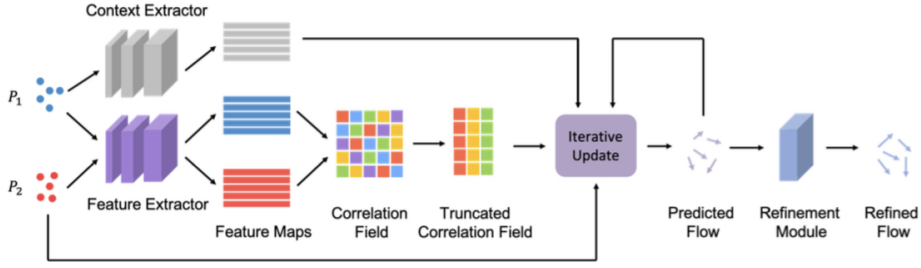 Context Extractor
P₁
P₂
Feature Extractor
Feature Maps
Correlation
Field
Truncated
Correlation Field
Iterative
Update
Predicted
Flow
Refinement
Module
Refined
Flow